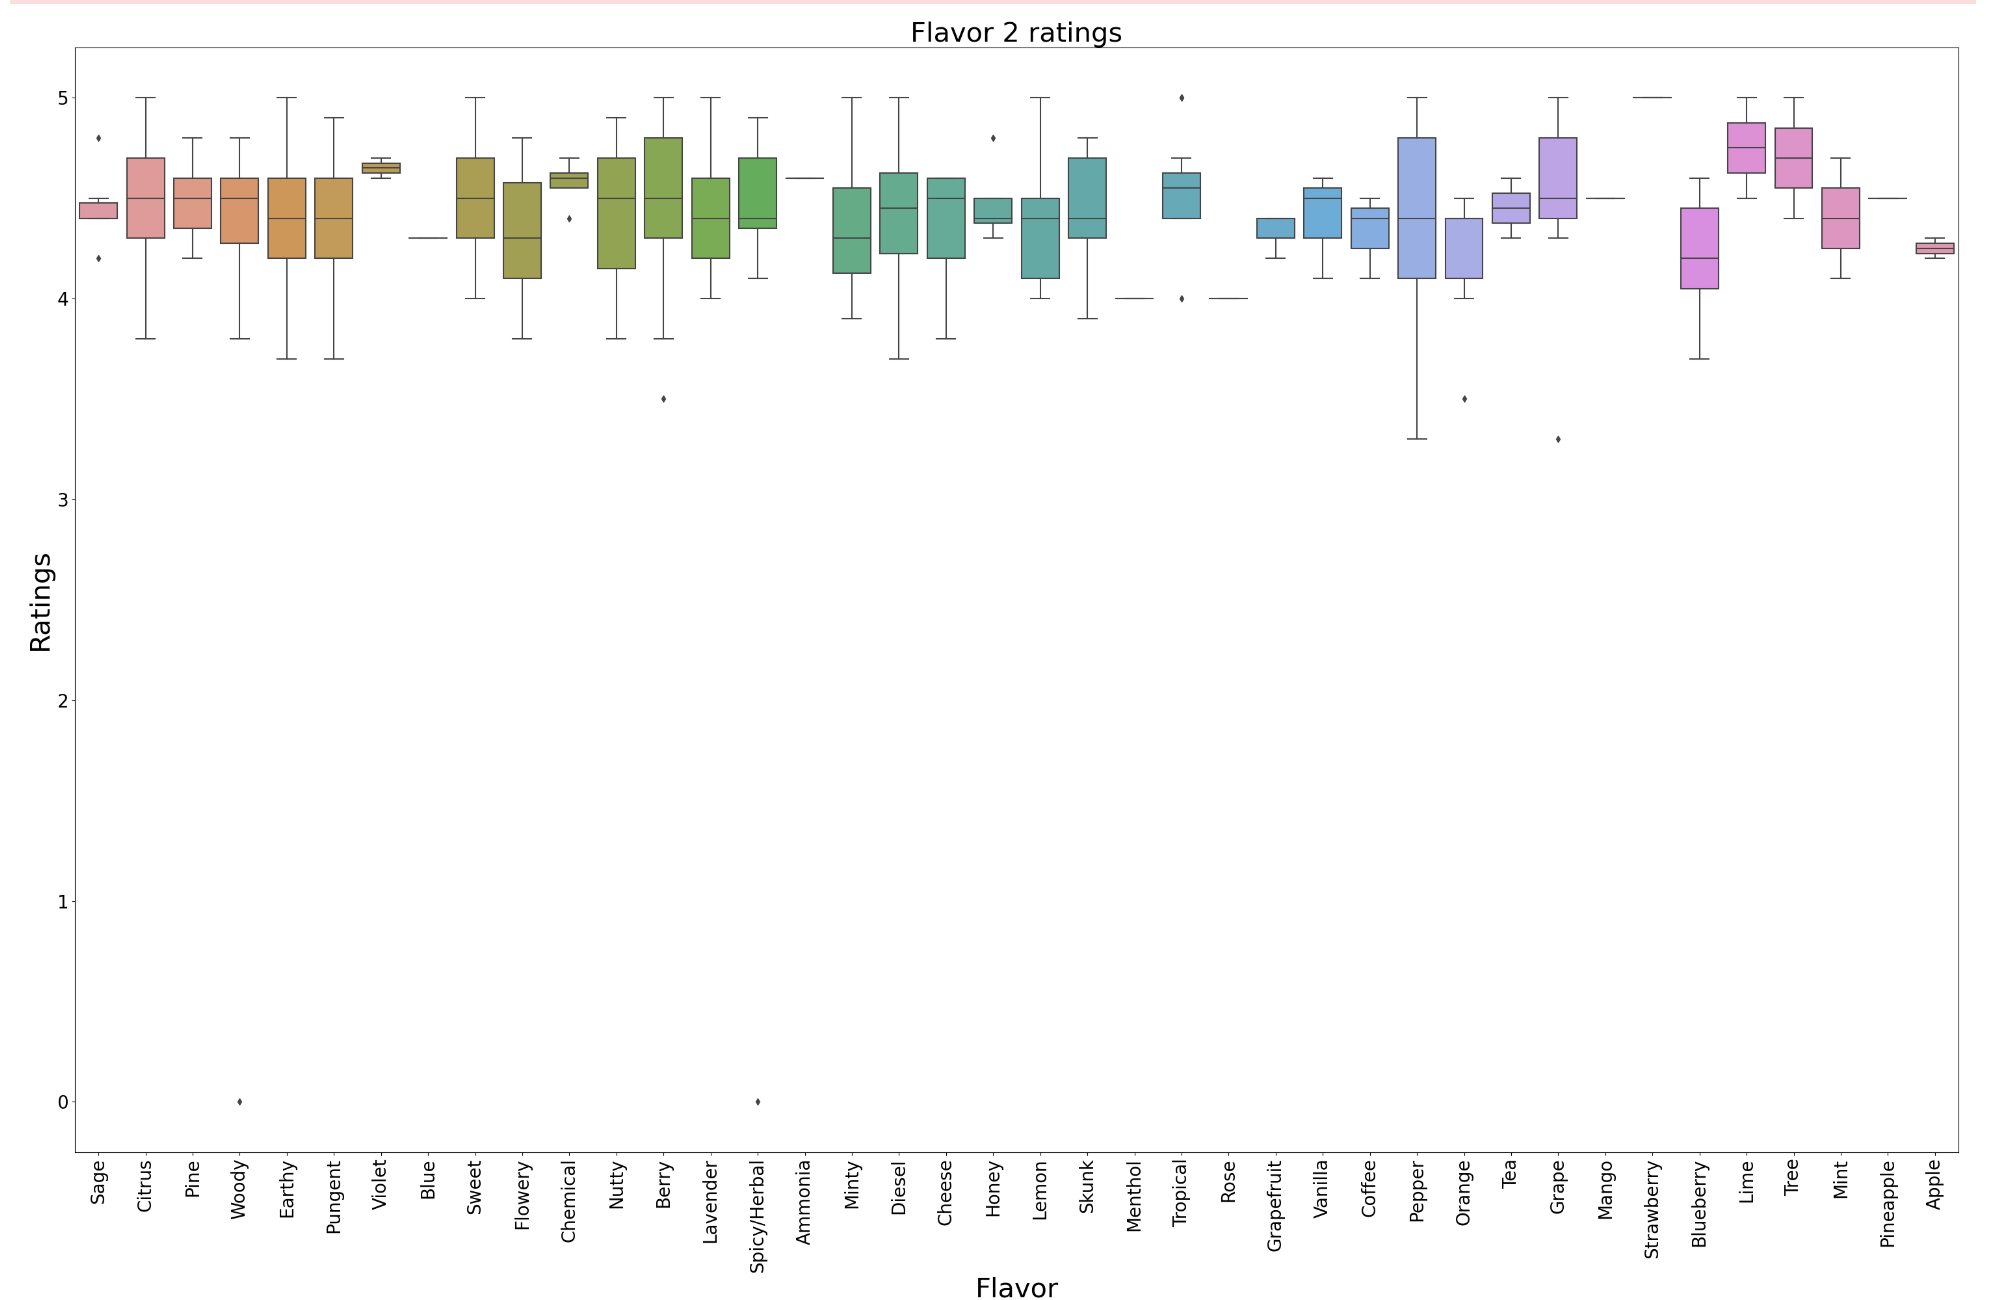 Flavor 2 ratings
5
4
3
2
1
0
Ratings
Sage
Citrus
Pine
Woody
Earthy
Pungent
Violet
Blue
Sweet
Flowery
Chemical
Nutty
Berry
Lavender
Spicy/Herbal
Ammonia
Minty
Diesel
Cheese
Honey
Lemon
Skunk
Menthol
Tropical
Rose
Grapefruit
Vanilla
Coffee
Pepper
Orange
Tea
Grape
Mango
Strawberry
Blueberry
Lime
Tree
Mint
Pineapple
Apple
Flavor